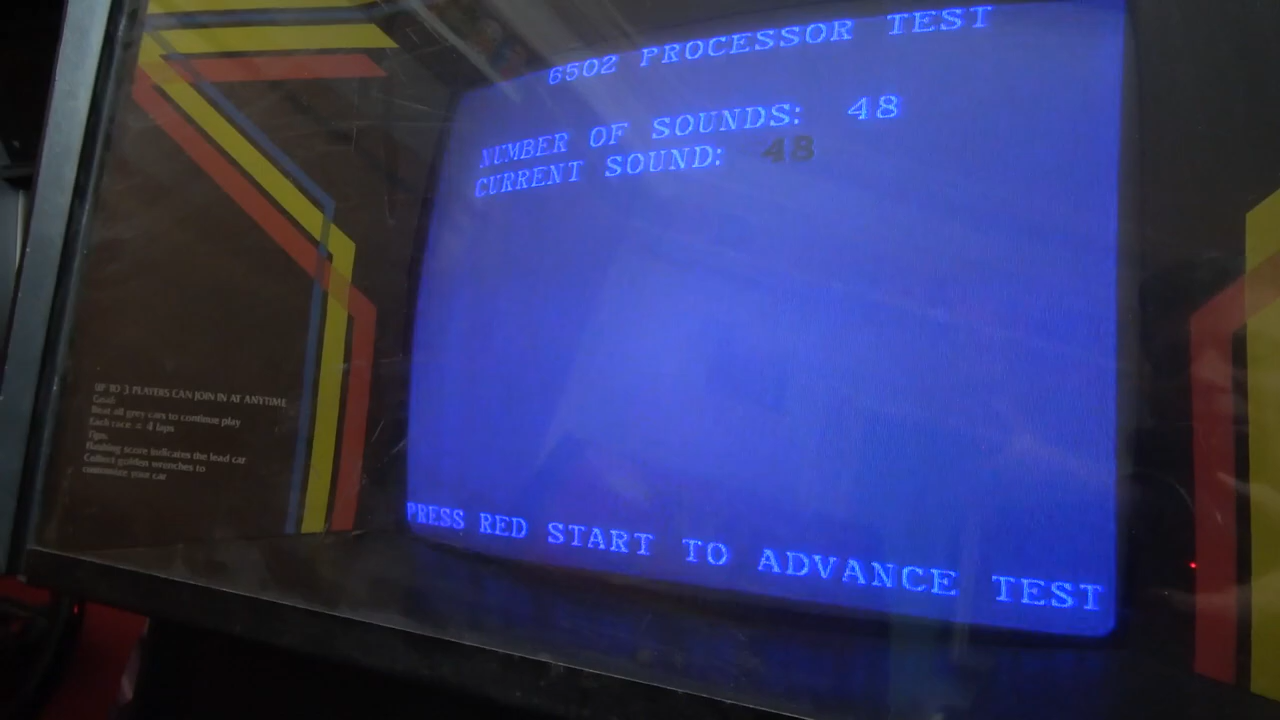 6502 PROCESSOR TEST
NUMBER OF SOUNDS: 48
CURRENT SOUND: 48
PRESS RED START TO ADVANCE TEST
UP TO 3 PLAYERS CAN JOIN IN AT ANYTIME
Goal:
Beat all grey cars to continue play
Each race = 4 laps
Tips:
Flashing score indicates the lead car
Collect golden wrenches to
customize your car